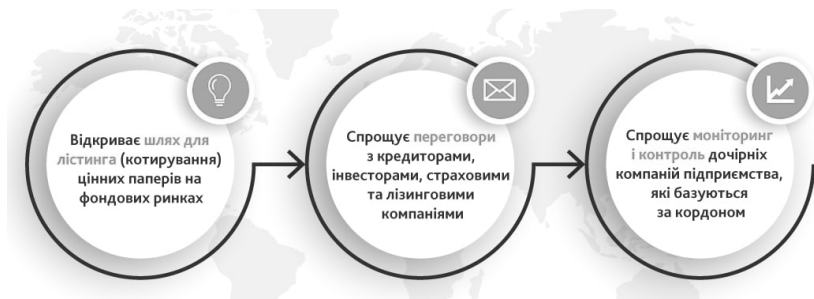 Відкриває шлях для
лістинга (котирування)
цінних паперів на
фондових ринках
Спрощує переговори
з кредиторами,
інвесторами, страховими
та лізинговими
компаніями
Спрощує моніторинг
і контроль дочірніх
компаній підприємства,
які базуються
за кордоном